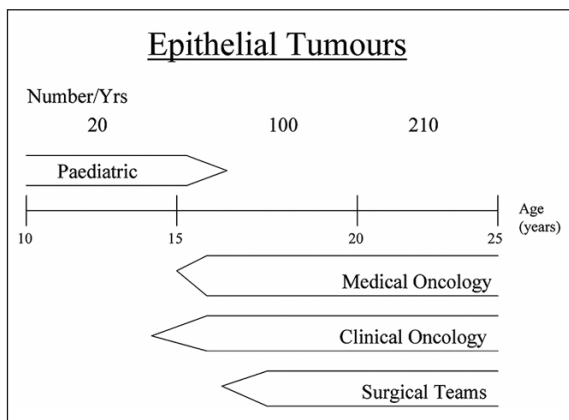 Epithelial Tumours
Number/Yrs
20 100 210
Paediatric
Age
(years)
10 15 20 25
Medical Oncology
Clinical Oncology
Surgical Teams